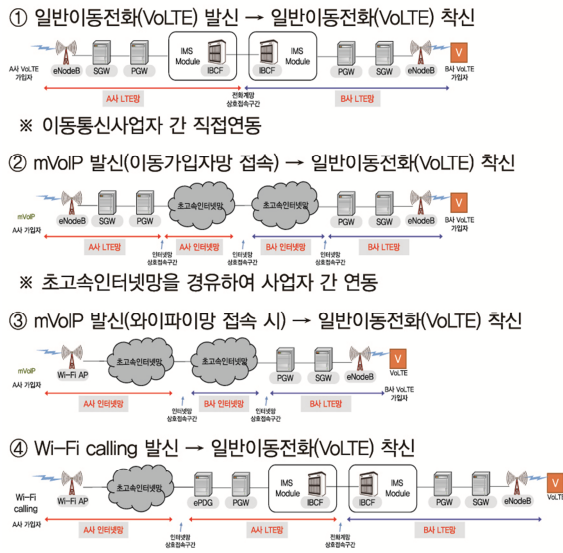 ① 일반이동전화(VoLTE) 발신 → 일반이동전화(VoLTE) 착신
IMS Module IMS Module
A사 VoLTE 가입자 eNodeB SGW PGW IBCF IBCF PGW SGW eNodeB V B사 VoLTE 가입자
A사 LTE망 전화계망 상호접속구간 B사 LTE망
※ 이동통신사업자 간 직접연동
② mVoIP 발신(이동가입자망 접속) → 일반이동전화(VoLTE) 착신
초고속인터넷망 초고속인터넷망
mVoIP A사 가입자 eNodeB SGW PGW PGW SGW eNodeB V B사 VoLTE 가입자
A사 LTE망 인터넷망 상호접속구간 A사 인터넷망 인터넷망 상호접속구간 B사 인터넷망 인터넷망 상호접속구간 B사 LTE망
※ 초고속인터넷망을 경유하여 사업자 간 연동
③ mVoIP 발신(와이파이망 접속 시) → 일반이동전화(VoLTE) 착신
초고속인터넷망 초고속인터넷망
mVoIP A사 가입자 Wi-Fi AP PGW SGW eNodeB V VoLTE B사 VoLTE 가입자
A사 인터넷망 인터넷망 상호접속구간 B사 인터넷망 인터넷망 상호접속구간 B사 LTE망
④ Wi-Fi calling 발신 → 일반이동전화(VoLTE) 착신
초고속인터넷망 IMS Module IMS Module
Wi-Fi calling A사 가입자 Wi-Fi AP ePDG PGW IBCF IBCF PGW SGW eNodeB V VoLTE
A사 인터넷망 인터넷망 상호접속구간 A사 LTE망 전화계망 상호접속구간 B사 LTE망